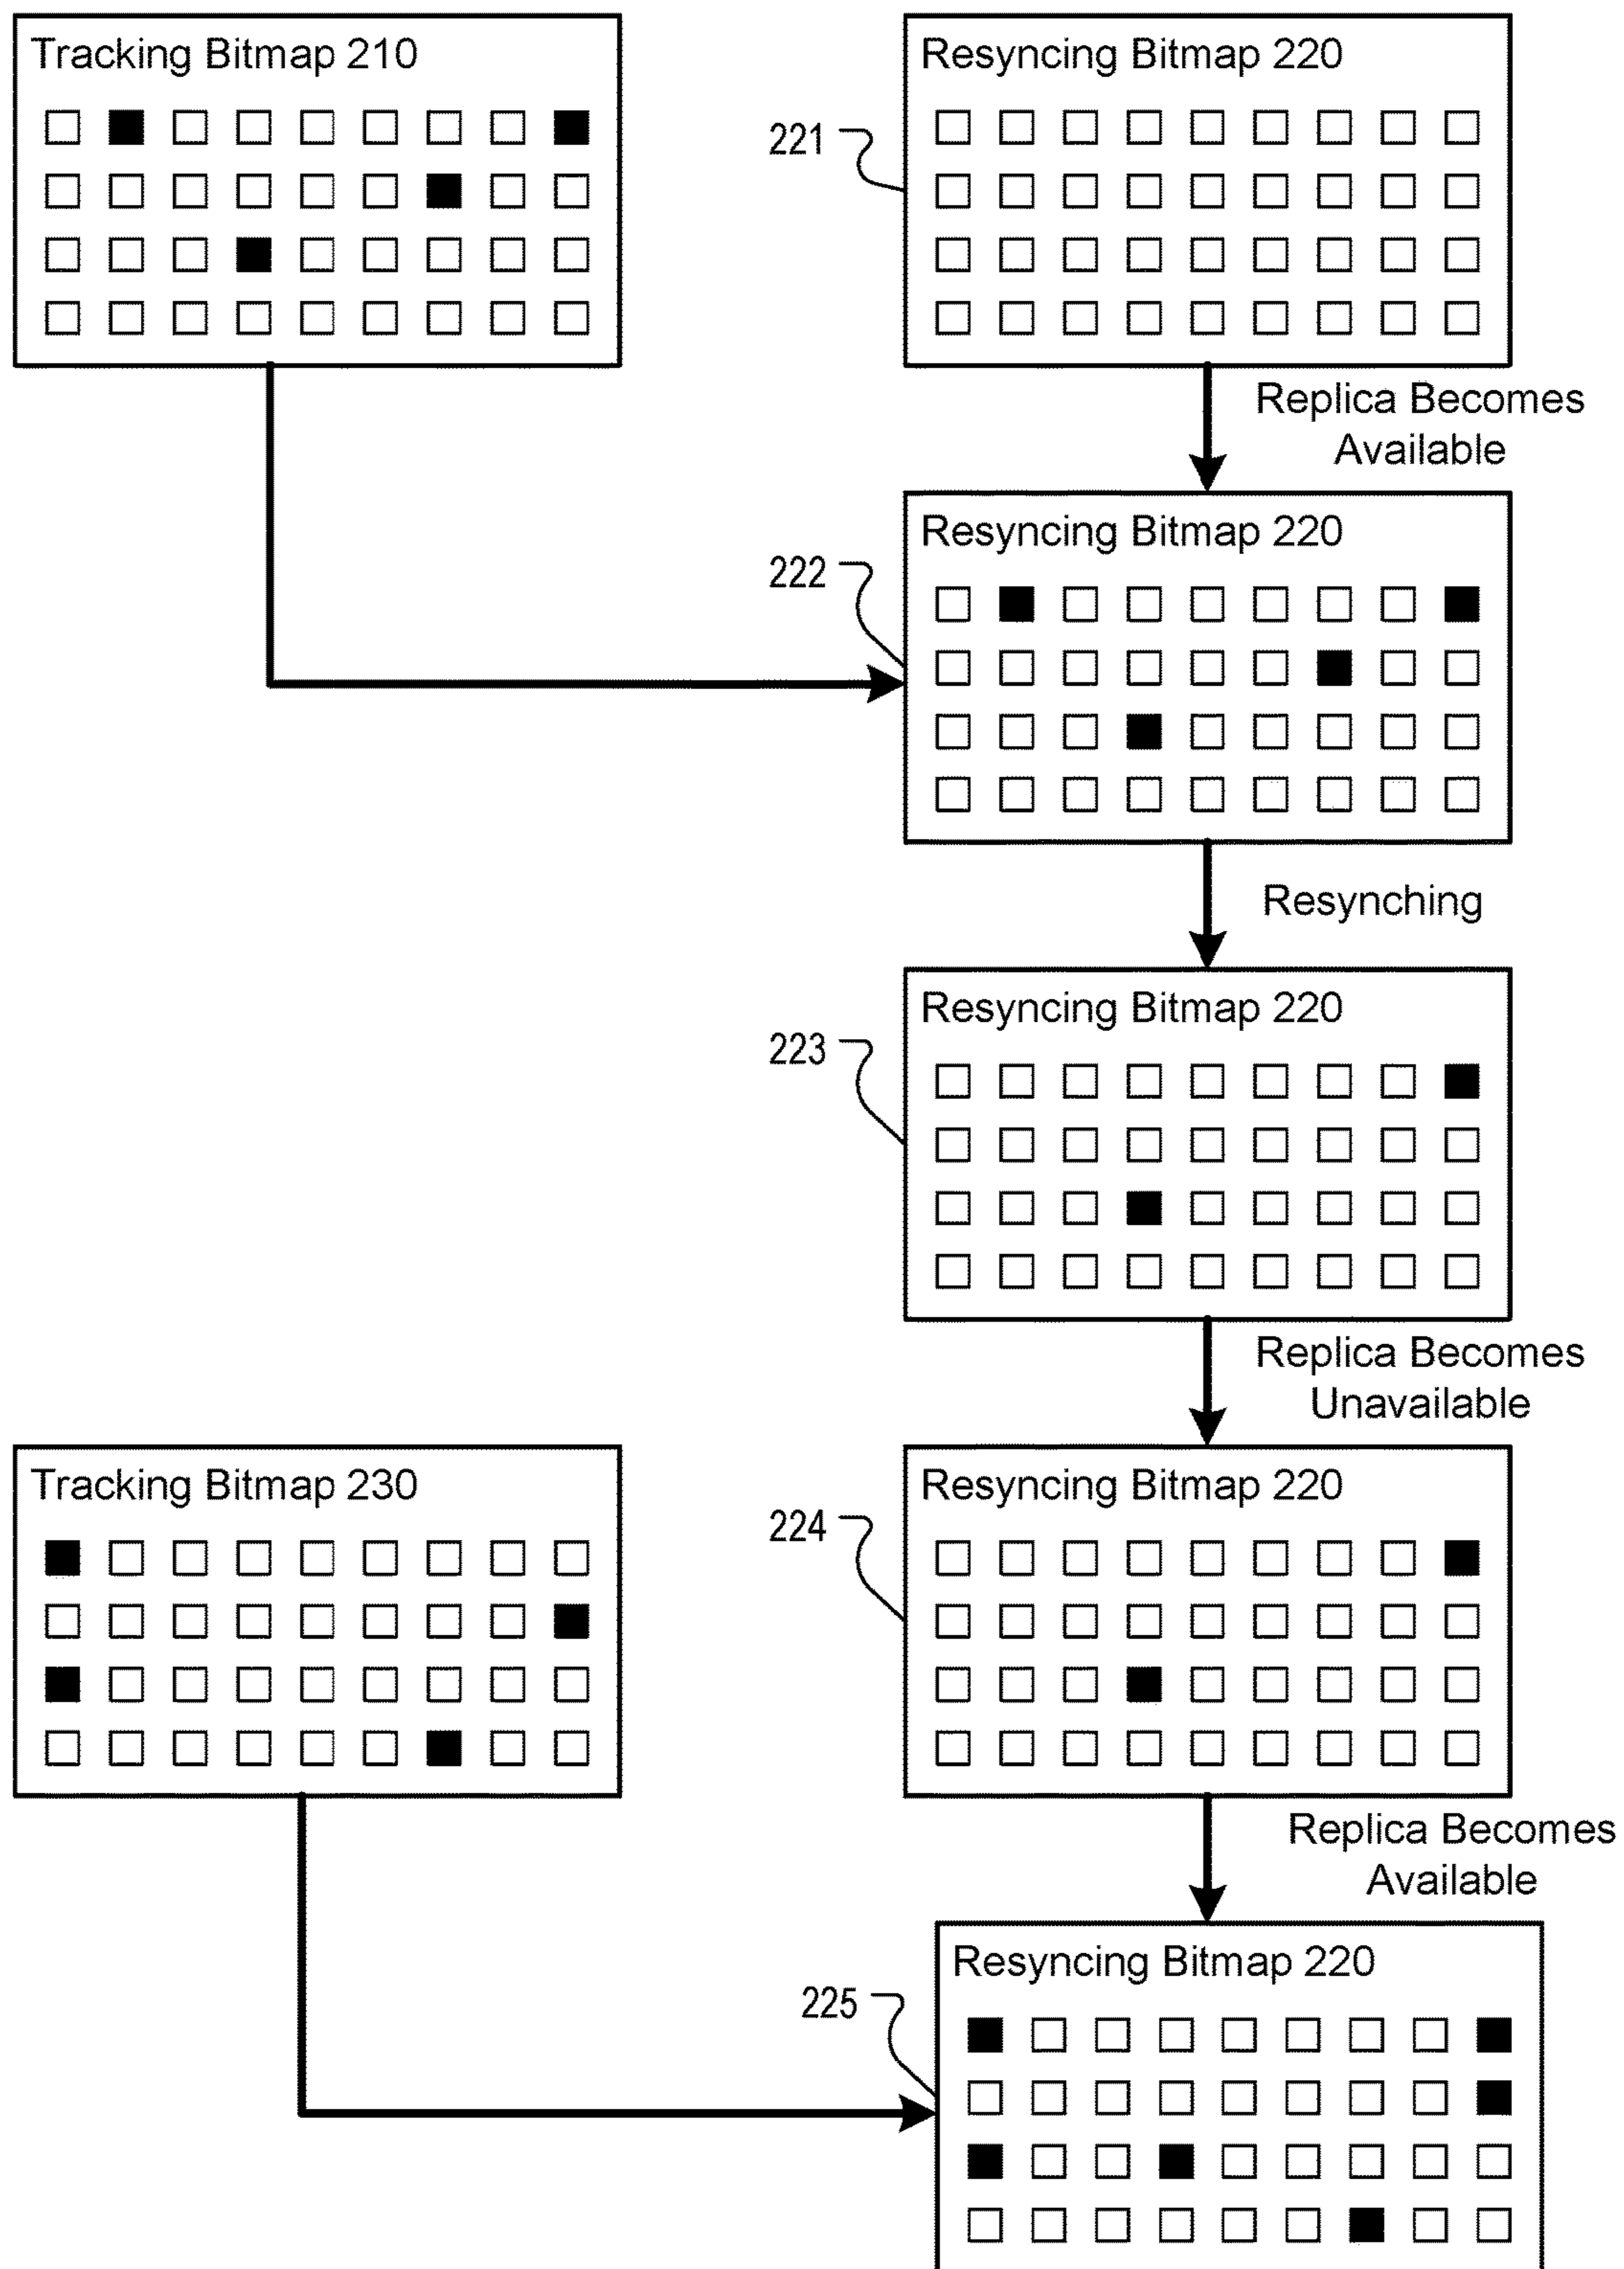 Tracking Bitmap 210
Resyncing Bitmap 220
221
Replica Becomes
Available
Resyncing Bitmap 220
222
Resynching
Resyncing Bitmap 220
223
Replica Becomes
Unavailable
Tracking Bitmap 230
Resyncing Bitmap 220
224
Replica Becomes
Available
Resyncing Bitmap 220
225